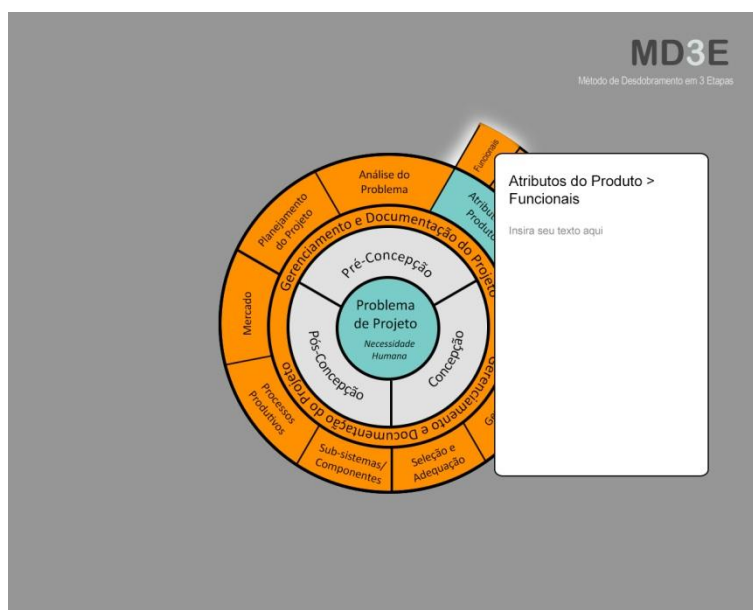 MD3E
Método de Desdobramento em 3 Etapas
Funcionais
Análise do
Problema
Planejamento
do Projeto
Mercado
Processos
Produtivos
Sub-sistemas/
Componentes
Seleção e
Adequação
Gerenciamento e Documentação do Projeto
Gerenciamento e Documentação do Projeto
Pré-Concepção
Concepção
Pós-Concepção
Problema
de Projeto
Necessidade
Humana
Atributos do Produto >
Funcionais
Insira seu texto aqui